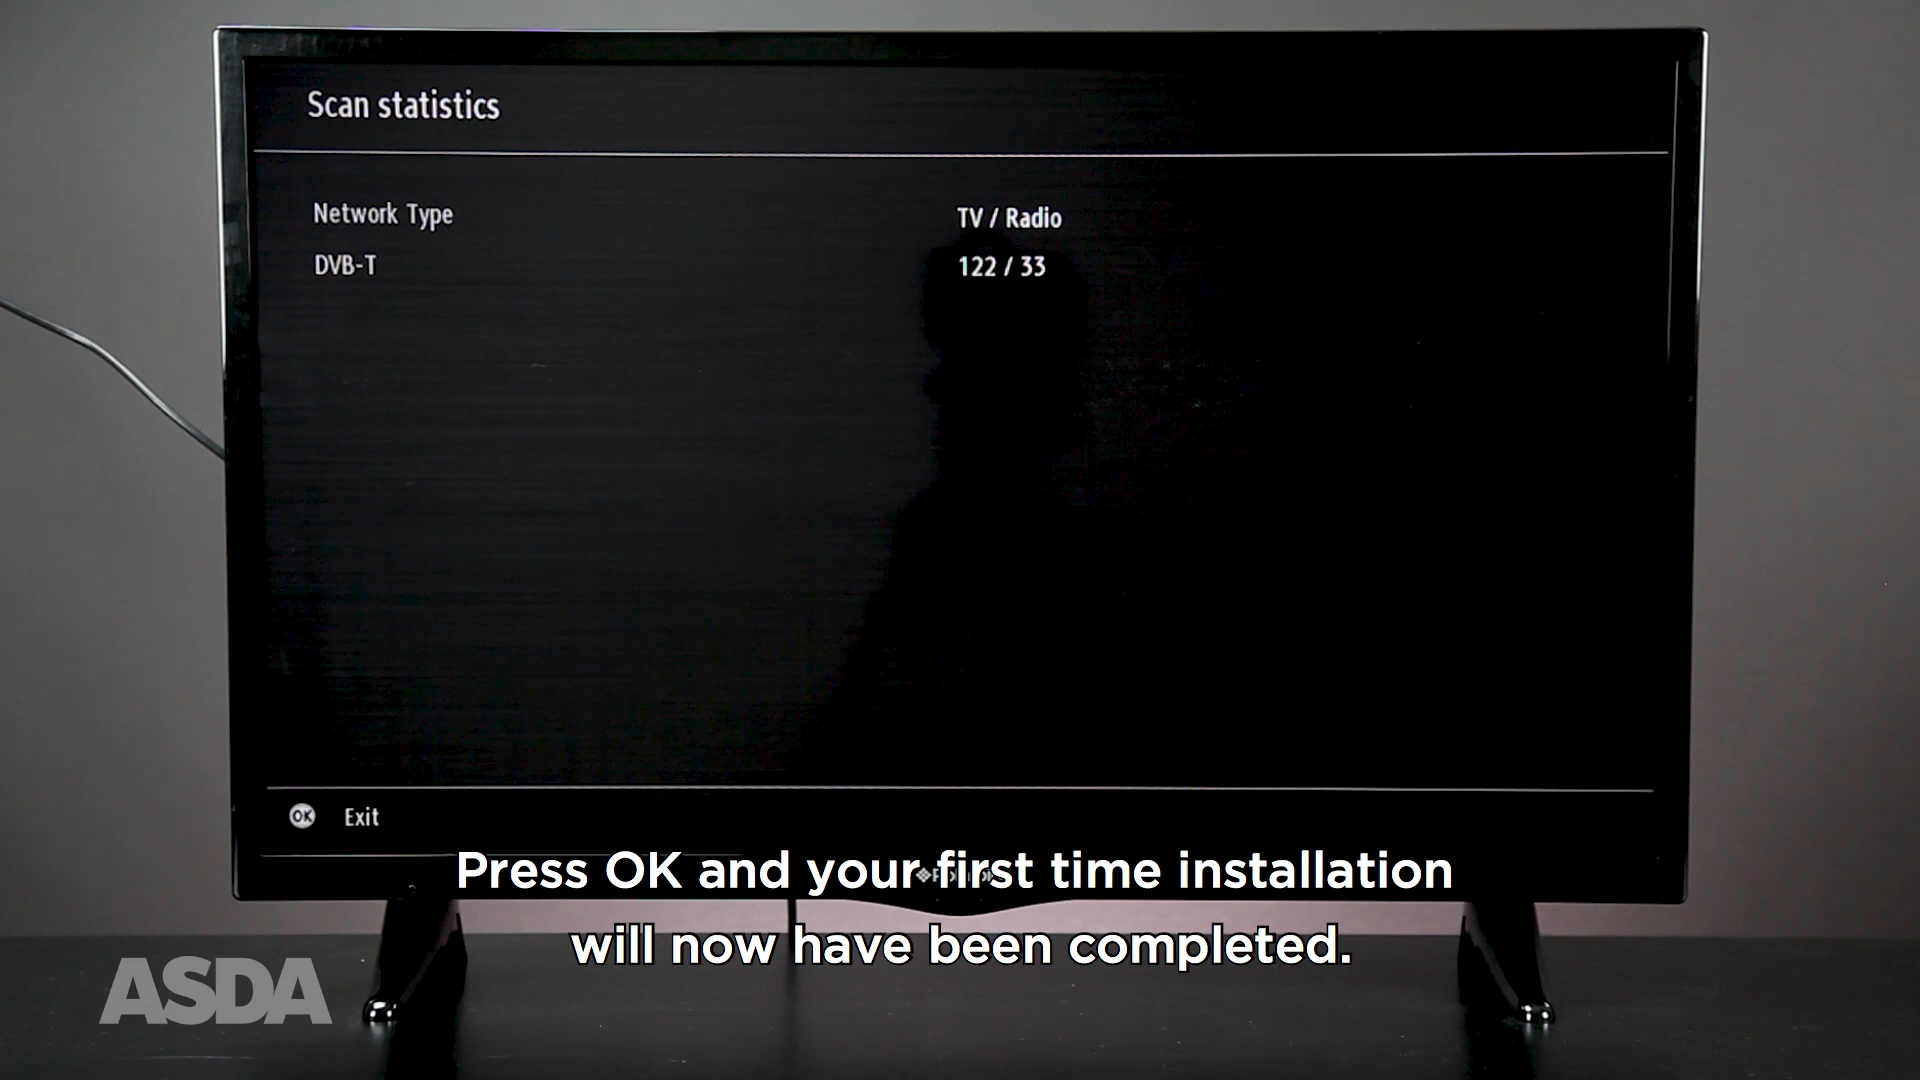 Scan statistics
Network Type
TV / Radio
DVB-T
122 / 33
OK Exit
Press OK and your first time installation
will now have been completed.
ASDA